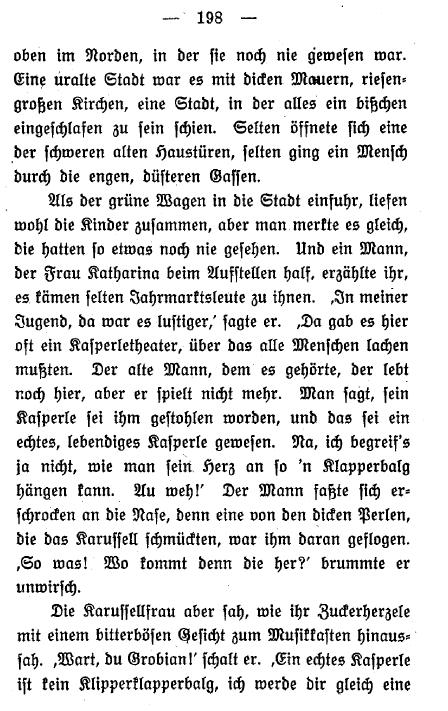 — 198 —
oben im Norden, in der sie noch nie gewesen war.
Eine uralte Stadt war es mit dicken Mauern, riesen-
großen Kirchen, eine Stadt, in der alles ein bißchen
eingeschlafen zu sein schien. Selten öffnete sich eine
der schweren alten Haustüren, selten ging ein Mensch
durch die engen, düsteren Gassen.
Als der grüne Wagen in die Stadt einfuhr, liefen
wohl die Kinder zusammen, aber man merkte es gleich,
die hatten so etwas noch nie gesehen. Und ein Mann,
der Frau Katharina beim Aufstellen half, erzählte ihr,
es kämen selten Jahrmarktsleute zu ihnen. ‚In meiner
Jugend, da war es lustiger,‘ sagte er. ‚Da gab es hier
oft ein Kasperletheater, über das alle Menschen lachen
mußten. Der alte Mann, dem es gehörte, der lebt
noch hier, aber er spielt nicht mehr. Man sagt, sein
Kasperle sei ihm gestohlen worden, und das sei ein
echtes, lebendiges Kasperle gewesen. Na, ich begreif's
ja nicht, wie man sein Herz an so 'n Klapperbalg
hängen kann. Au weh!‘ Der Mann faßte sich er-
schrocken an die Nase, denn eine von den dicken Perlen,
die das Karussell schmückten, war ihm daran geflogen.
‚So was! Wo kommt denn die her?‘ brummte er
unwirsch.
Die Karussellfrau aber sah, wie ihr Zuckerherzele
mit einem bitterbösen Gesicht zum Musikkasten hinaus-
sah. ‚Wart, du Grobian!‘ schalt er. ‚Ein echtes Kasperle
ist kein Klipperklapperbalg, ich werde dir gleich eine